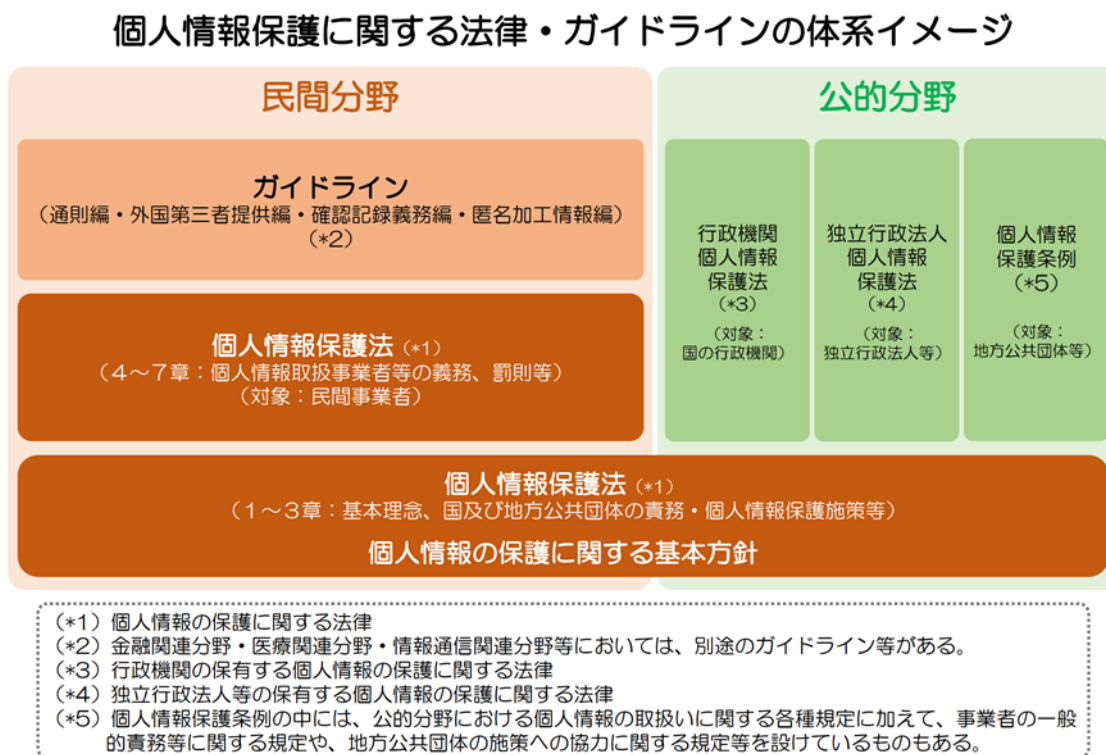 個人情報保護に関する法律・ガイドラインの体系イメージ
民間分野
公的分野
ガイドライン
（通則編・外国第三者提供編・確認記録義務編・匿名加工情報編）
（*2）
個人情報保護法（*1）
（4～7章：個人情報取扱事業者等の義務、罰則等）
（対象：民間事業者）
行政機関
個人情報
保護法
（*3）
（対象：
国の行政機関）
独立行政法人
個人情報
保護法
（*4）
（対象：
独立行政法人等）
個人情報
保護条例
（*5）
（対象：
地方公共団体等）
個人情報保護法（*1）
（1～3章：基本理念、国及び地方公共団体の責務・個人情報保護施策等）
個人情報の保護に関する基本方針
（*1）個人情報の保護に関する法律
（*2）金融関連分野・医療関連分野・情報通信関連分野等においては、別途のガイドライン等がある。
（*3）行政機関の保有する個人情報の保護に関する法律
（*4）独立行政法人等の保有する個人情報の保護に関する法律
（*5）個人情報保護条例の中には、公的分野における個人情報の取扱いに関する各種規定に加えて、事業者の一般
的責務等に関する規定や、地方公共団体の施策への協力に関する規定等を設けているものもある。